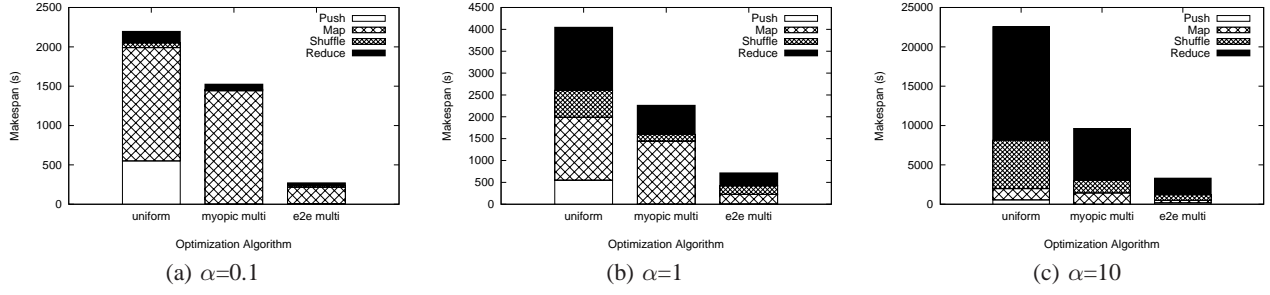 2500
2000
1500
1000
500
0
Makespan (s)
Push
Map
Shuffle
Reduce
uniform
myopic multi
e2e multi
Optimization Algorithm
(a) α=0.1
5000
4500
4000
3500
3000
2500
2000
1500
1000
500
0
Makespan (s)
Push
Map
Shuffle
Reduce
uniform
myopic multi
e2e multi
Optimization Algorithm
(b) α=1
25000
20000
15000
10000
5000
0
Makespan (s)
Push
Map
Shuffle
Reduce
uniform
myopic multi
e2e multi
Optimization Algorithm
(c) α=10